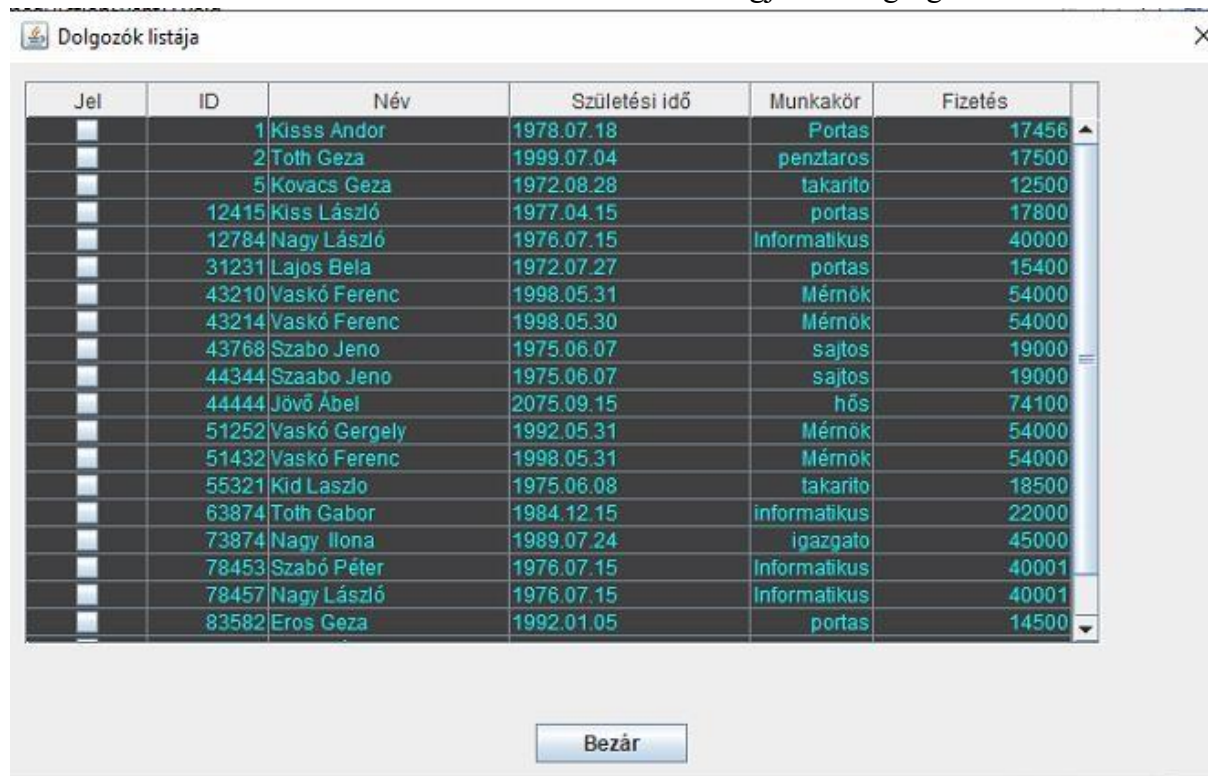 Dolgozók listája
Jel ID Név Születési idő Munkakör Fizetés
1 Kisss Andor 1978.07.18 Portas 17456
2 Toth Geza 1999.07.04 penztaros 17500
5 Kovacs Geza 1972.08.28 takarito 12500
12415 Kiss László 1977.04.15 portas 17800
12784 Nagy László 1976.07.15 Informatikus 40000
31231 Lajos Bela 1972.07.27 portas 15400
43210 Vaskó Ferenc 1998.05.31 Mérnök 54000
43214 Vaskó Ferenc 1998.05.30 Mérnök 54000
43768 Szabo Jeno 1975.06.07 sajtos 19000
44344 Szaabo Jeno 1975.06.07 sajtos 19000
44444 Jövő Ábel 2075.09.15 hős 74100
51252 Vaskó Gergely 1992.05.31 Mérnök 54000
51432 Vaskó Ferenc 1998.05.31 Mérnök 54000
55321 Kid Laszlo 1975.06.08 takarito 18500
63874 Toth Gabor 1984.12.15 informatikus 22000
73874 Nagy Ilona 1989.07.24 igazgato 45000
78453 Szabó Péter 1976.07.15 Informatikus 40001
78457 Nagy László 1976.07.15 Informatikus 40001
83582 Eros Geza 1992.01.05 portas 14500
Bezár